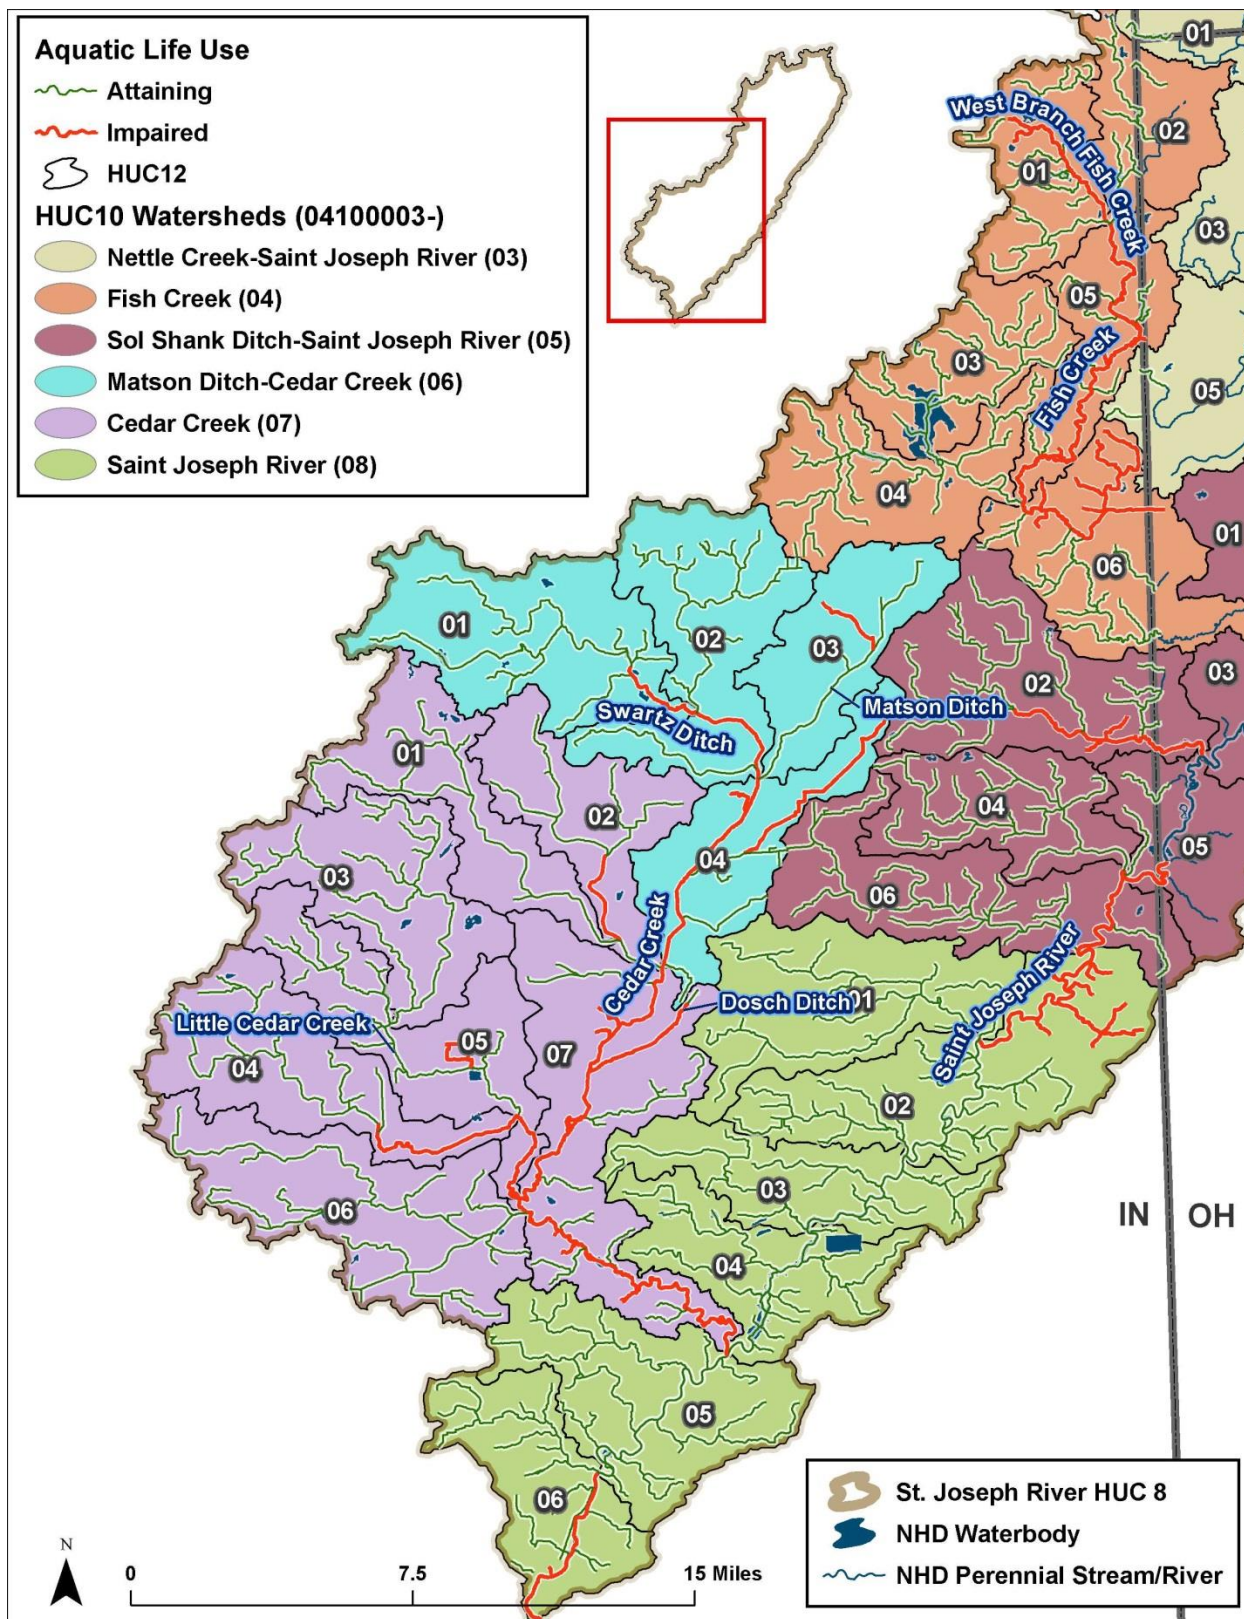 Aquatic Life Use
Attaining
Impaired
HUC12
HUC10 Watersheds (04100003-)
Nettle Creek-Saint Joseph River (03)
Fish Creek (04)
Sol Shank Ditch-Saint Joseph River (05)
Matson Ditch-Cedar Creek (06)
Cedar Creek (07)
Saint Joseph River (08)
01
West Branch Fish Creek
02
01
03
05
03
Fish Creek
05
04
01
06
01
02
03
02
03
Swartz Ditch
Matson Ditch
01
02
04
04
05
03
06
Cedar Creek
Saint Joseph River
Dosch Ditch
01
Little Cedar Creek
05
07
04
02
03
06
04
IN
OH
05
06
St. Joseph River HUC 8
NHD Waterbody
NHD Perennial Stream/River
N
0
7.5
15 Miles